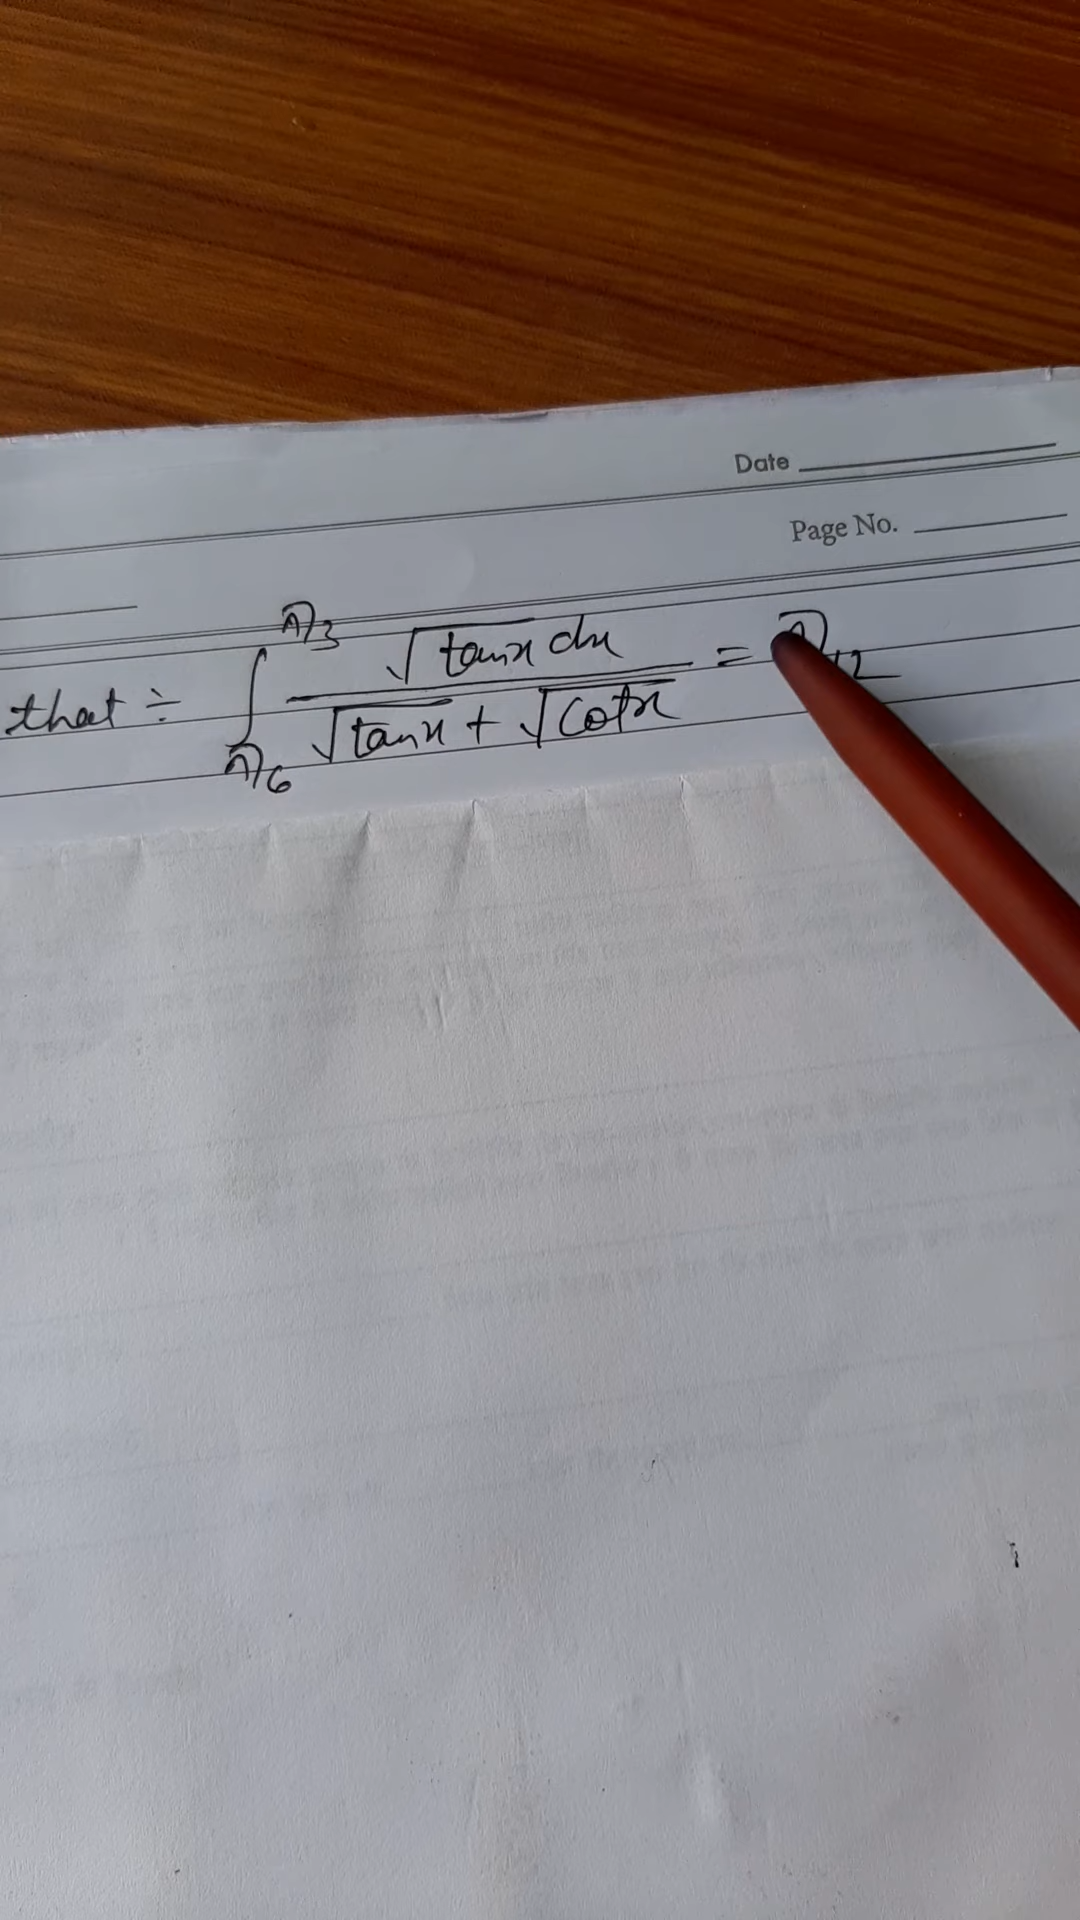 Date
Page No.
that ÷ ∫_{π/6}^{π/3} √tanx dx / (√tanx + √cotx) = π/12